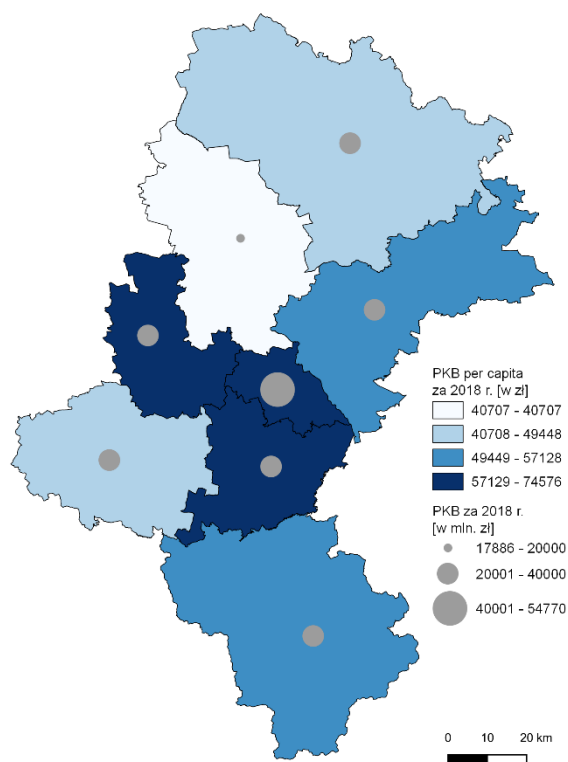 PKB per capita
za 2018 r. [w zł]
40707 - 40707
40708 - 49448
49449 - 57128
57129 - 74576
PKB za 2018 r.
[w mln. zł]
17886 - 20000
20001 - 40000
40001 - 54770
0 10 20 km